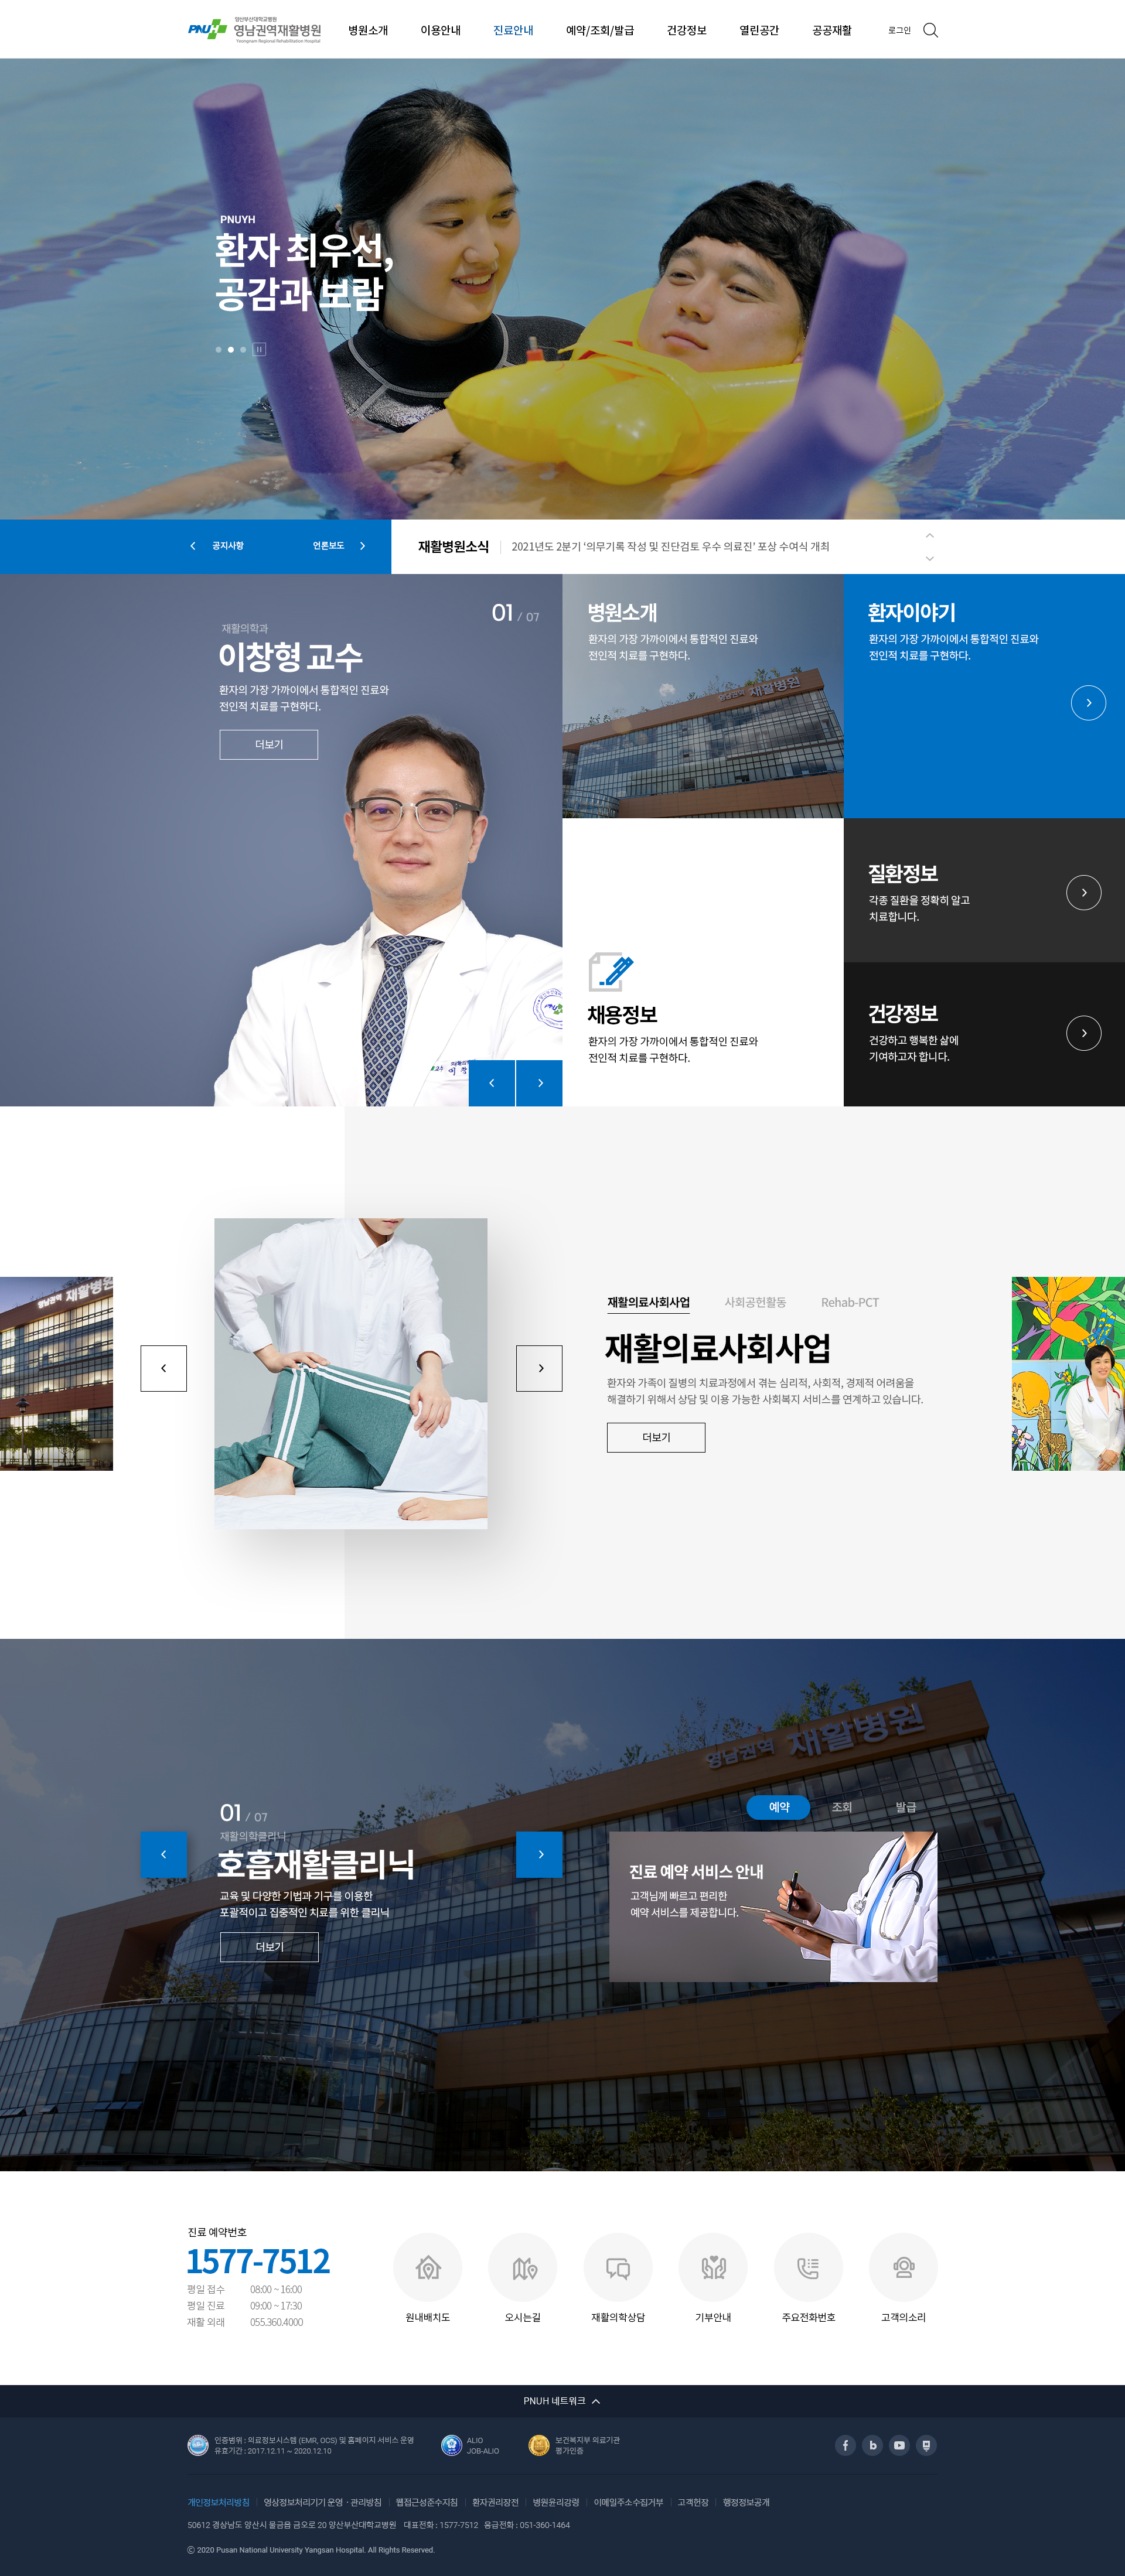 양산부산대학교병원
PNUH 영남권역재활병원
Yeongnam Regional Rehabilitation Hospital
병원소개 이용안내 진료안내 예약/조회/발급 건강정보 열린공간 공공재활 로그인
PNUYH
환자 최우선,
공감과 보람
공지사항 언론보도
재활병원소식 2021년도 2분기 ‘의무기록 작성 및 진단검토 우수 의료진’ 포상 수여식 개최
01 / 07
재활의학과
이창형 교수
환자의 가장 가까이에서 통합적인 진료와
전인적 치료를 구현하다.
더보기
병원소개
환자의 가장 가까이에서 통합적인 진료와
전인적 치료를 구현하다.
영남권역 재활병원
환자이야기
환자의 가장 가까이에서 통합적인 진료와
전인적 치료를 구현하다.
채용정보
환자의 가장 가까이에서 통합적인 진료와
전인적 치료를 구현하다.
질환정보
각종 질환을 정확히 알고
치료합니다.
건강정보
건강하고 행복한 삶에
기여하고자 합니다.
영남권역 재활병원
재활의료사회사업 사회공헌활동 Rehab-PCT
재활의료사회사업
환자와 가족이 질병의 치료과정에서 겪는 심리적, 사회적, 경제적 어려움을
해결하기 위해서 상담 및 이용 가능한 사회복지 서비스를 연계하고 있습니다.
더보기
영남권역 재활병원
01 / 07
재활의학클리닉
호흡재활클리닉
교육 및 다양한 기법과 기구를 이용한
포괄적이고 집중적인 치료를 위한 클리닉
더보기
예약 조회 발급
진료 예약 서비스 안내
고객님께 빠르고 편리한
예약 서비스를 제공합니다.
진료 예약번호
1577-7512
평일 접수 08:00 ~ 16:00
평일 진료 09:00 ~ 17:30
재활 외래 055.360.4000
원내배치도 오시는길 재활의학상담 기부안내 주요전화번호 고객의소리
PNUH 네트워크
인증범위 : 의료정보시스템 (EMR, OCS) 및 홈페이지 서비스 운영
유효기간 : 2017.12.11 ~ 2020.12.10
ALIO
JOB-ALIO
보건복지부 의료기관
평가인증
개인정보처리방침 영상정보처리기기 운영ㆍ관리방침 웹접근성준수지침 환자권리장전 병원윤리강령 이메일주소수집거부 고객헌장 행정정보공개
50612 경상남도 양산시 물금읍 금오로 20 양산부산대학교병원 대표전화 : 1577-7512 응급전화 : 051-360-1464
ⓒ 2020 Pusan National University Yangsan Hospital. All Rights Reserved.